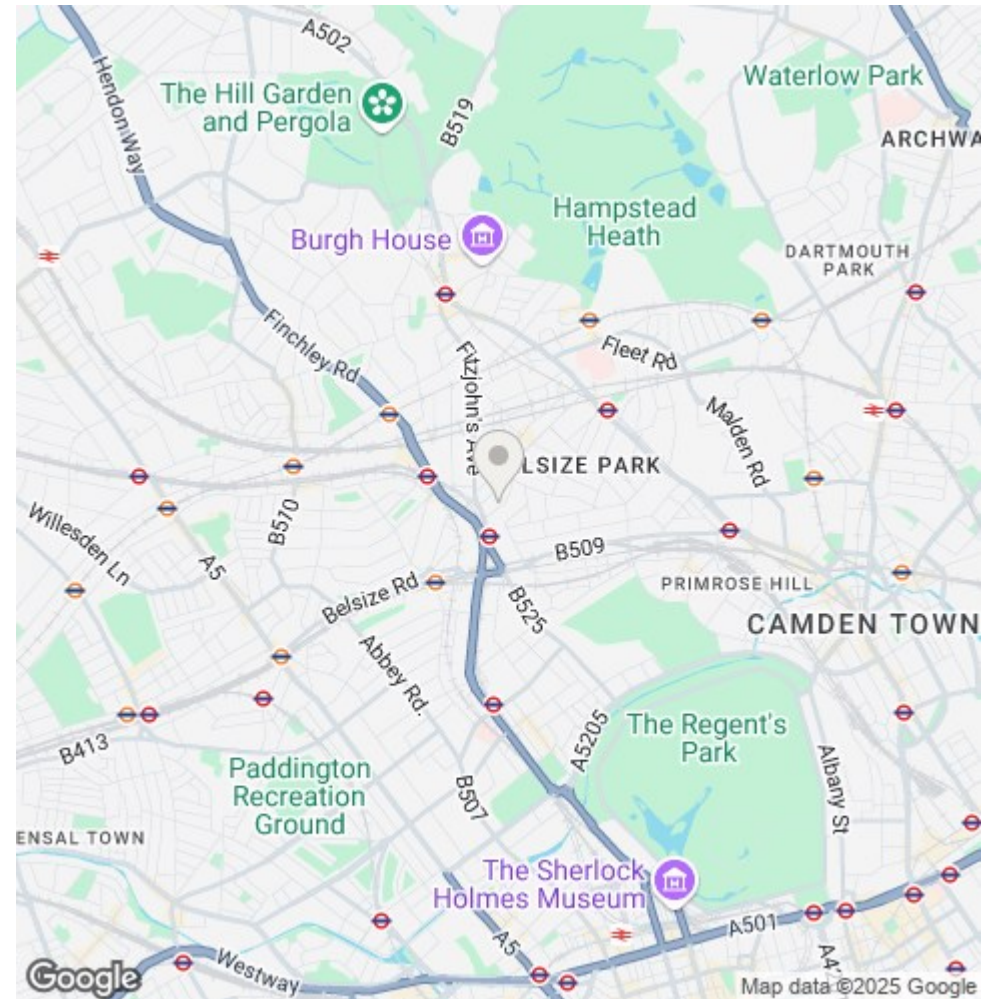 A502
Waterlow Park
The Hill Garden
and Pergola
B519
Hendon Way
ARCHWA
Hampstead
Heath
Burgh House
DARTMOUTH
PARK
Finchley Rd
Fleet Rd
Fitzjohn's Ave
Malden Rd
LSIZE PARK
B510
Willesden Ln
A5
B509
PRIMROSE HILL
Belsize Rd
B525
CAMDEN TOWN
Abbey Rd.
A5205
The Regent's
Park
B413
Albany St
Paddington
Recreation
Ground
B507
ENSAL TOWN
The Sherlock
Holmes Museum
A501
A5
Westway
A4
Google
Map data ©2025 Google